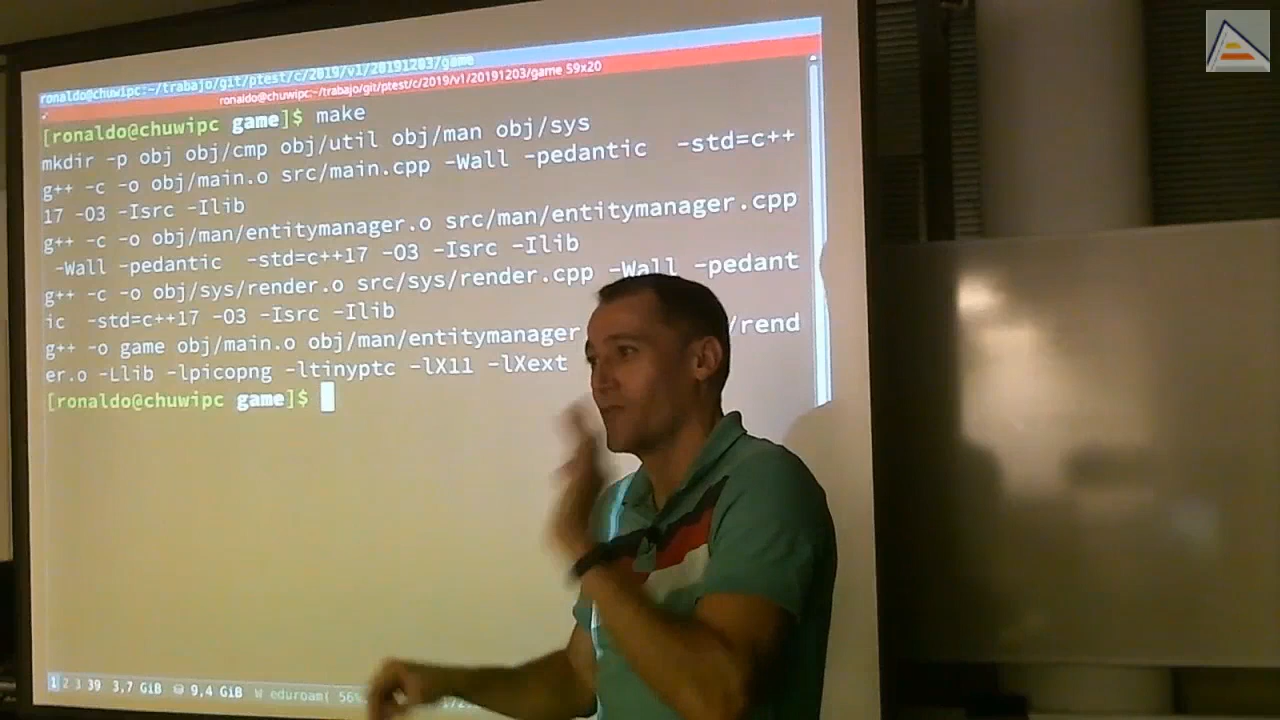 ronaldo@chuwipc:~/trabajo/git/ptest/c/2019/v1/20191203/game
ronaldo@chuwipc:~/trabajo/git/ptest/c/2019/v1/20191203/game 59x20
[ronaldo@chuwipc game]$ make
mkdir -p obj obj/cmp obj/util obj/man obj/sys
g++ -c -o obj/main.o src/main.cpp -Wall -pedantic -std=c++
17 -O3 -Isrc -Ilib
g++ -c -o obj/man/entitymanager.o src/man/entitymanager.cpp
-Wall -pedantic -std=c++17 -O3 -Isrc -Ilib
g++ -c -o obj/sys/render.o src/sys/render.cpp -Wall -pedant
ic -std=c++17 -O3 -Isrc -Ilib
g++ -o game obj/main.o obj/man/entitymanager /rend
er.o -Llib -lpicopng -ltinyptc -lX11 -lXext
[ronaldo@chuwipc game]$
1 2 3 39 3,7 GiB 9,4 GiB W eduroam( 56%